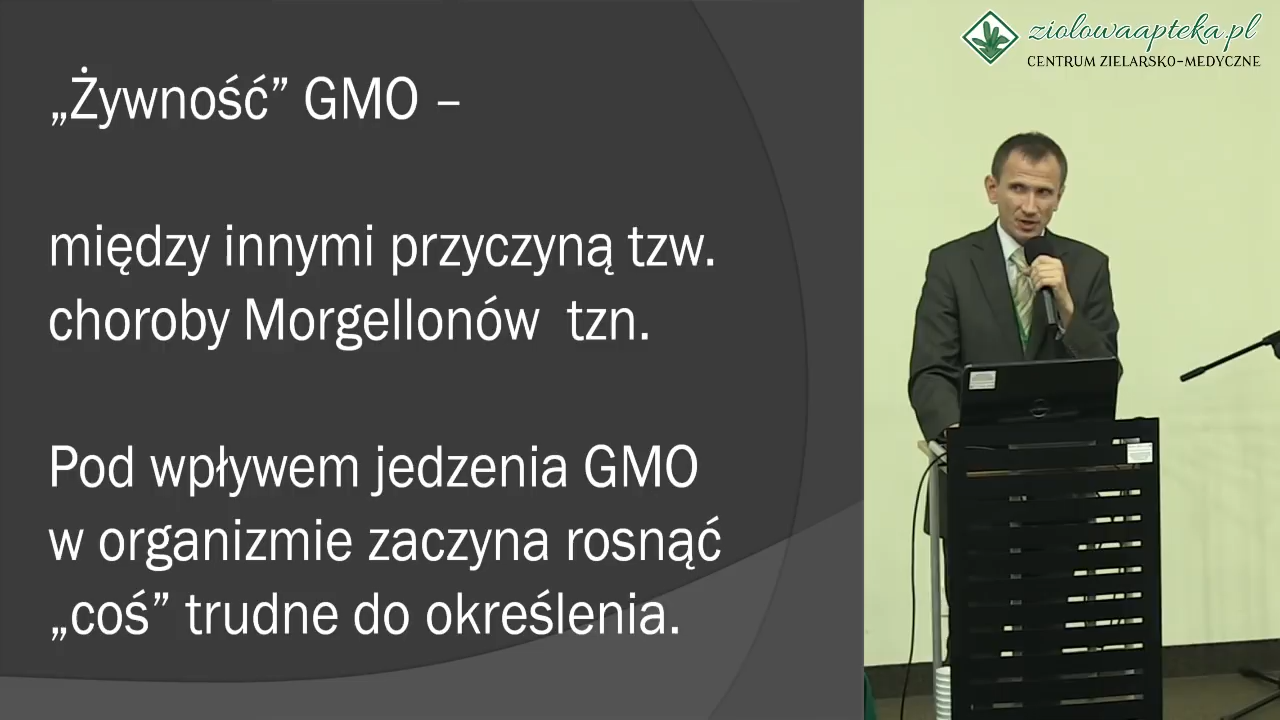 „Żywność” GMO –
między innymi przyczyną tzw.
choroby Morgellonów tzn.
Pod wpływem jedzenia GMO
w organizmie zaczyna rosnąć
„coś” trudne do określenia.
ziolowaapteka.pl
CENTRUM ZIELARSKO-MEDYCZNE